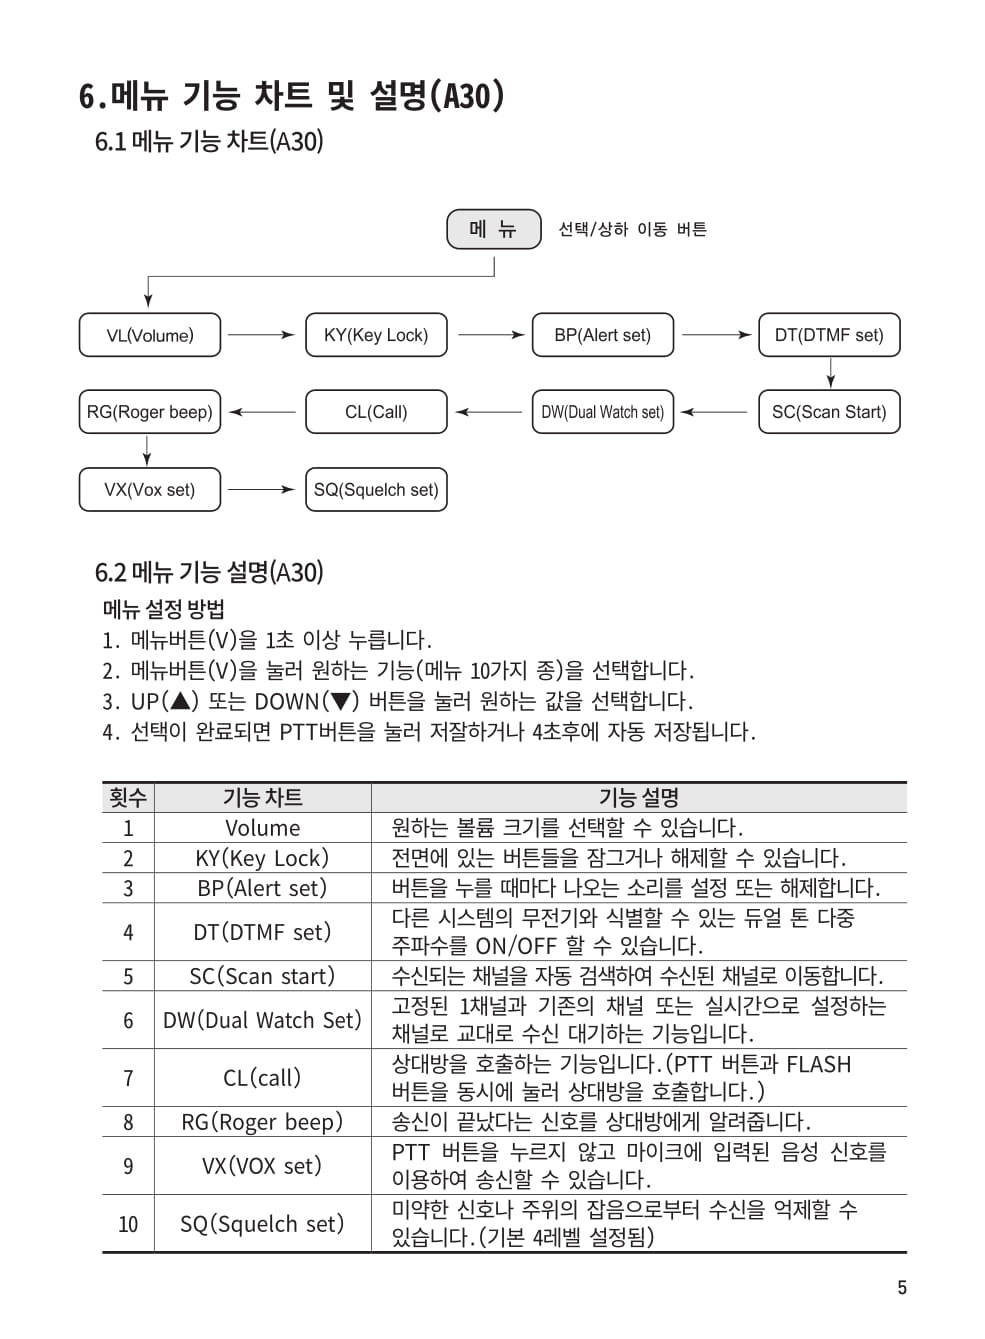 6.메뉴 기능 차트 및 설명(A30)
6.1 메뉴 기능 차트(A30)
메 뉴
선택/상하 이동 버튼
VL(Volume)
KY(Key Lock)
BP(Alert set)
DT(DTMF set)
RG(Roger beep)
CL(Call)
DW(Dual Watch set)
SC(Scan Start)
VX(Vox set)
SQ(Squelch set)
6.2 메뉴 기능 설명(A30)
메뉴 설정 방법
1. 메뉴버튼(V)을 1초 이상 누릅니다.
2. 메뉴버튼(V)을 눌러 원하는 기능(메뉴 10가지 종)을 선택합니다.
3. UP(▲) 또는 DOWN(▼) 버튼을 눌러 원하는 값을 선택합니다.
4. 선택이 완료되면 PTT버튼을 눌러 저잘하거나 4초후에 자동 저장됩니다.
횟수 기능 차트 기능 설명
1 Volume 원하는 볼륨 크기를 선택할 수 있습니다.
2 KY(Key Lock) 전면에 있는 버튼들을 잠그거나 해제할 수 있습니다.
3 BP(Alert set) 버튼을 누를 때마다 나오는 소리를 설정 또는 해제합니다.
4 DT(DTMF set) 다른 시스템의 무전기와 식별할 수 있는 듀얼 톤 다중
주파수를 ON/OFF 할 수 있습니다.
5 SC(Scan start) 수신되는 채널을 자동 검색하여 수신된 채널로 이동합니다.
6 DW(Dual Watch Set) 고정된 1채널과 기존의 채널 또는 실시간으로 설정하는
채널로 교대로 수신 대기하는 기능입니다.
7 CL(call) 상대방을 호출하는 기능입니다.(PTT 버튼과 FLASH
버튼을 동시에 눌러 상대방을 호출합니다.)
8 RG(Roger beep) 송신이 끝났다는 신호를 상대방에게 알려줍니다.
9 VX(VOX set) PTT 버튼을 누르지 않고 마이크에 입력된 음성 신호를
이용하여 송신할 수 있습니다.
10 SQ(Squelch set) 미약한 신호나 주위의 잡음으로부터 수신을 억제할 수
있습니다.(기본 4레벨 설정됨)
5